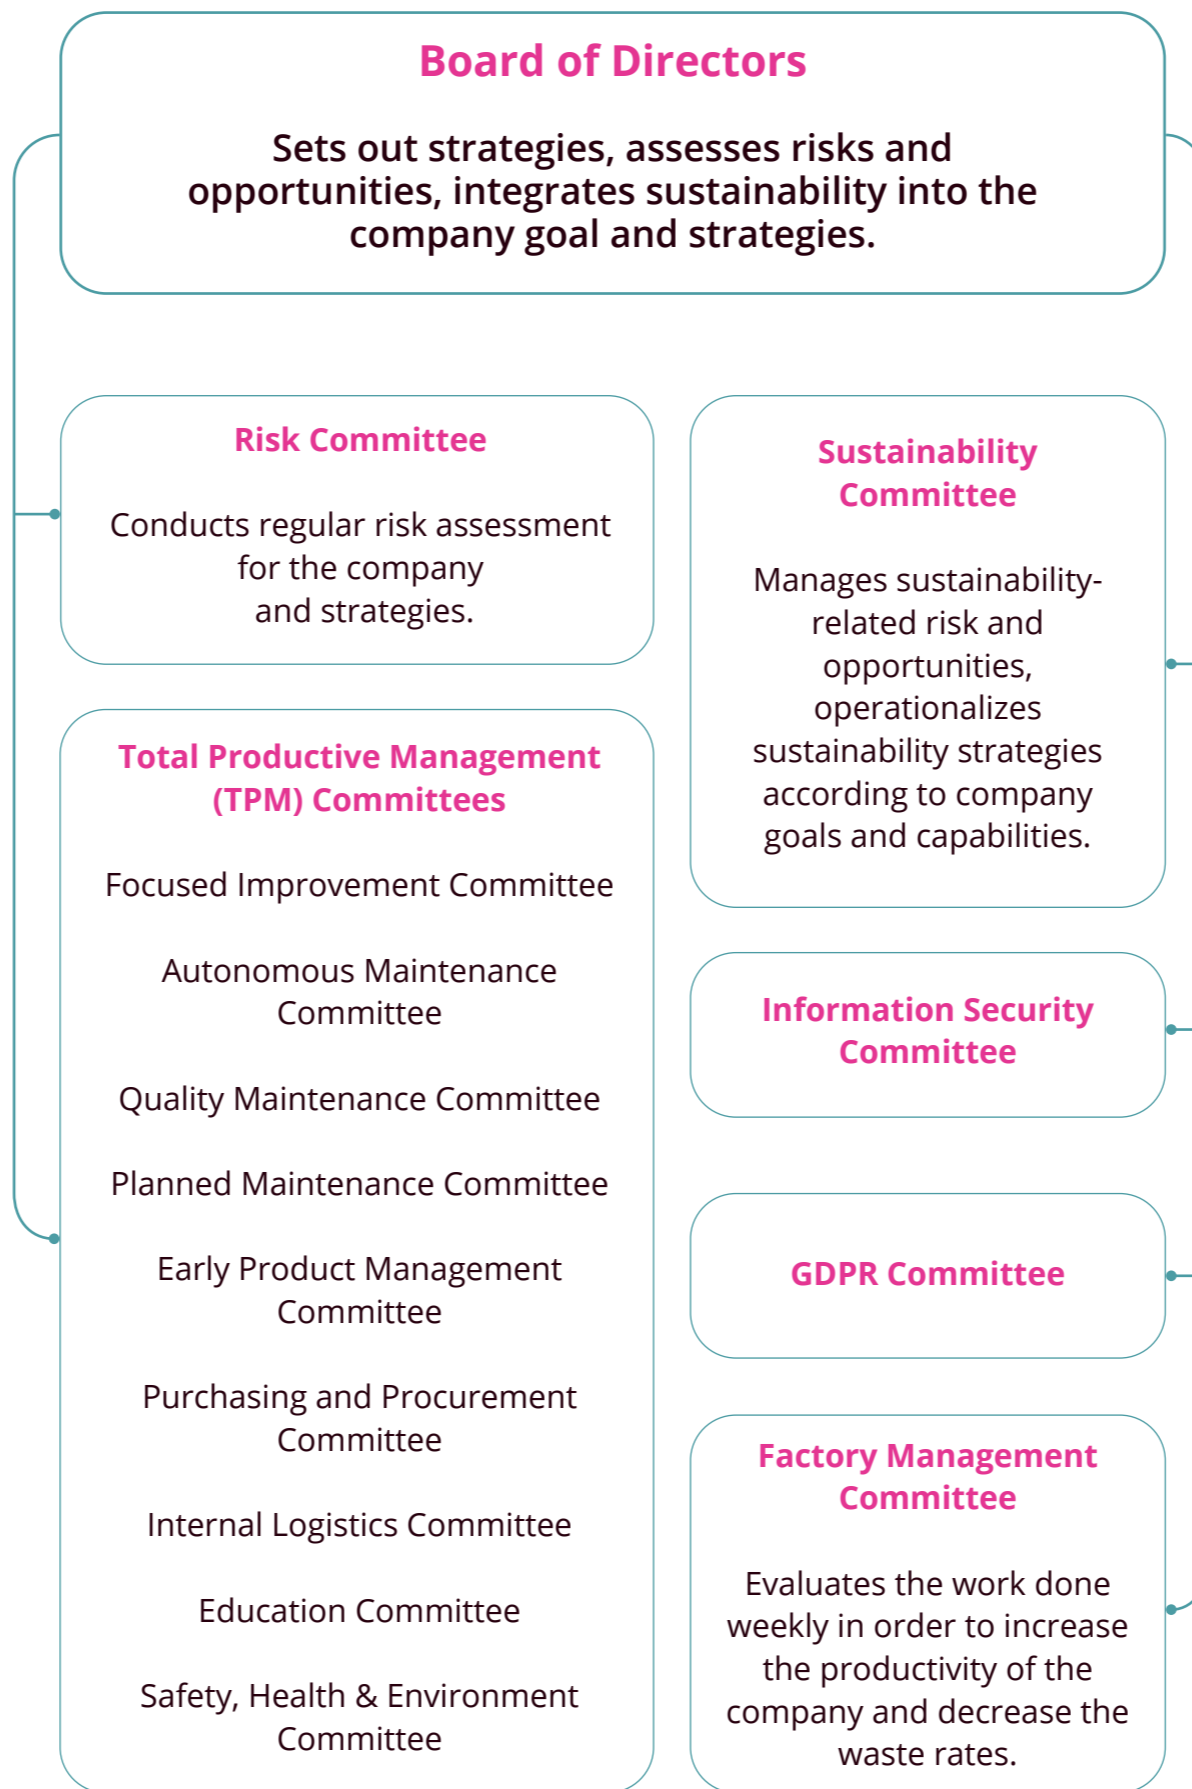 Board of Directors
Sets out strategies, assesses risks and
opportunities, integrates sustainability into the
company goal and strategies.
Risk Committee
Conducts regular risk assessment
for the company
and strategies.
Total Productive Management
(TPM) Committees
Focused Improvement Committee
Autonomous Maintenance
Committee
Quality Maintenance Committee
Planned Maintenance Committee
Early Product Management
Committee
Purchasing and Procurement
Committee
Internal Logistics Committee
Education Committee
Safety, Health & Environment
Committee
Sustainability
Committee
Manages sustainability-
related risk and
opportunities,
operationalizes
sustainability strategies
according to company
goals and capabilities.
Information Security
Committee
GDPR Committee
Factory Management
Committee
Evaluates the work done
weekly in order to increase
the productivity of the
company and decrease the
waste rates.